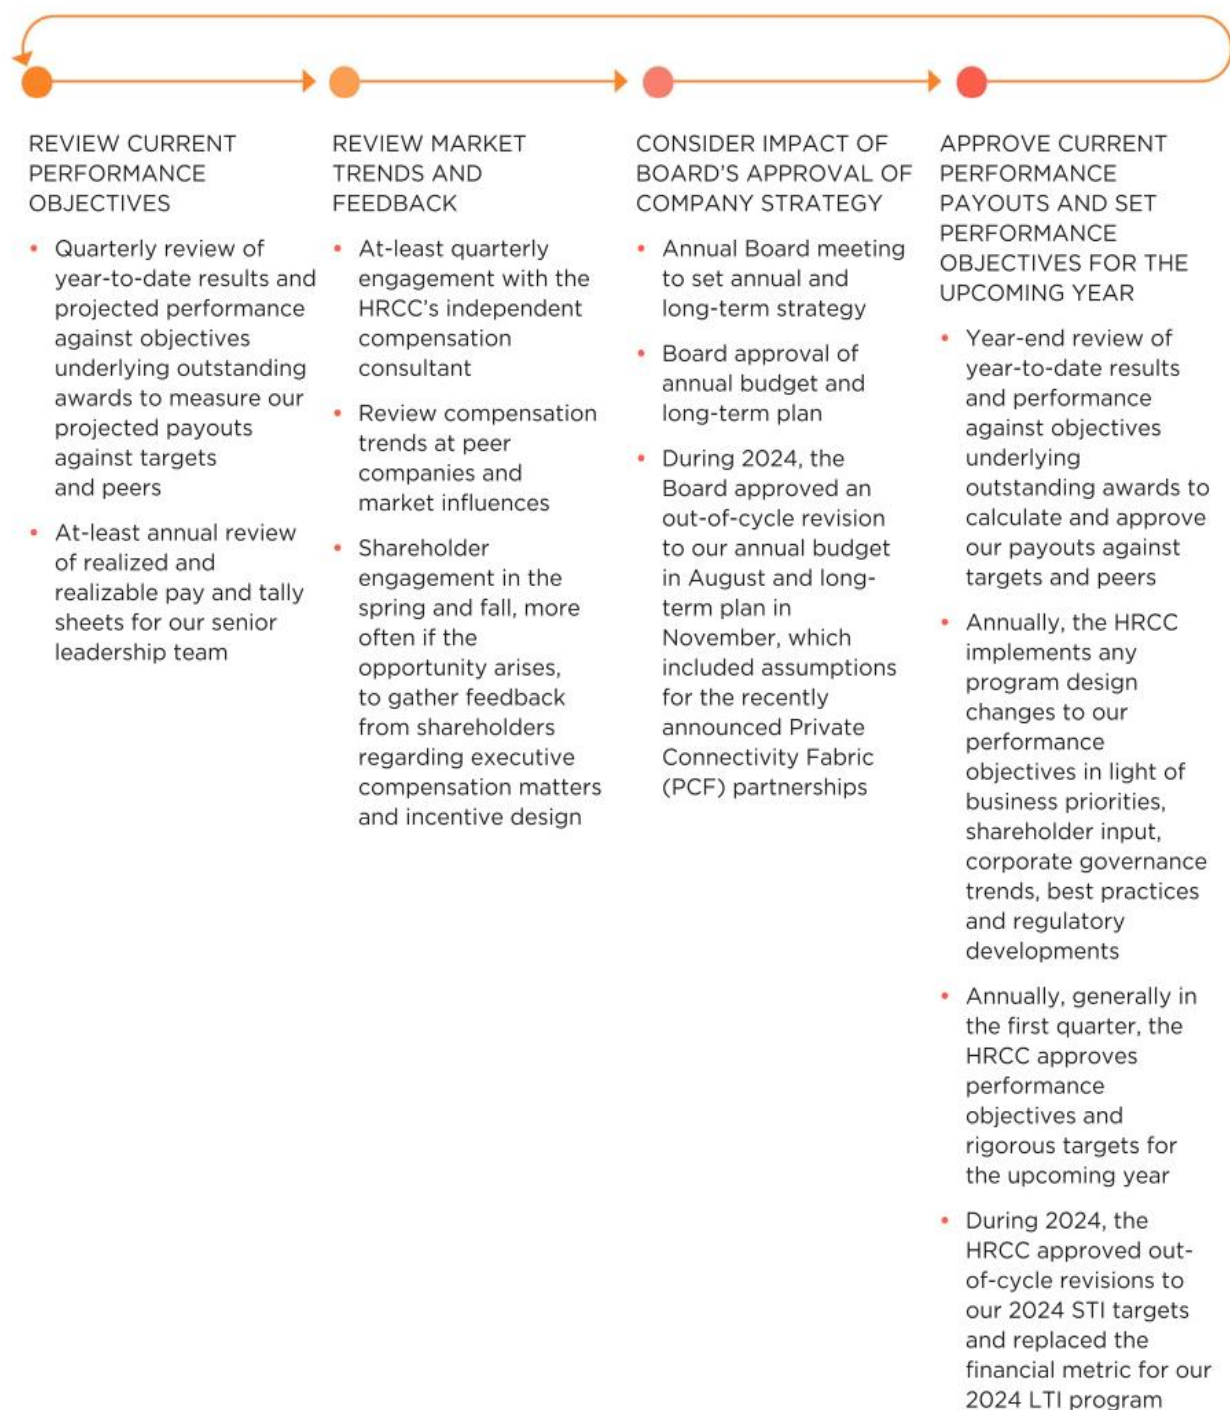 REVIEW CURRENT
PERFORMANCE
OBJECTIVES
• Quarterly review of
year-to-date results and
projected performance
against objectives
underlying outstanding
awards to measure our
projected payouts
against targets
and peers
• At-least annual review
of realized and
realizable pay and tally
sheets for our senior
leadership team
REVIEW MARKET
TRENDS AND
FEEDBACK
• At-least quarterly
engagement with the
HRCC's independent
compensation
consultant
• Review compensation
trends at peer
companies and
market influences
• Shareholder
engagement in the
spring and fall, more
often if the
opportunity arises,
to gather feedback
from shareholders
regarding executive
compensation matters
and incentive design
CONSIDER IMPACT OF
BOARD'S APPROVAL OF
COMPANY STRATEGY
• Annual Board meeting
to set annual and
long-term strategy
• Board approval of
annual budget and
long-term plan
• During 2024, the
Board approved an
out-of-cycle revision
to our annual budget
in August and long-
term plan in
November, which
included assumptions
for the recently
announced Private
Connectivity Fabric
(PCF) partnerships
APPROVE CURRENT
PERFORMANCE
PAYOUTS AND SET
PERFORMANCE
OBJECTIVES FOR THE
UPCOMING YEAR
• Year-end review of
year-to-date results
and performance
against objectives
underlying
outstanding awards to
calculate and approve
our payouts against
targets and peers
• Annually, the HRCC
implements any
program design
changes to our
performance
objectives in light of
business priorities,
shareholder input,
corporate governance
trends, best practices
and regulatory
developments
• Annually, generally in
the first quarter, the
HRCC approves
performance
objectives and
rigorous targets for
the upcoming year
• During 2024, the
HRCC approved out-
of-cycle revisions to
our 2024 STI targets
and replaced the
financial metric for our
2024 LTI program